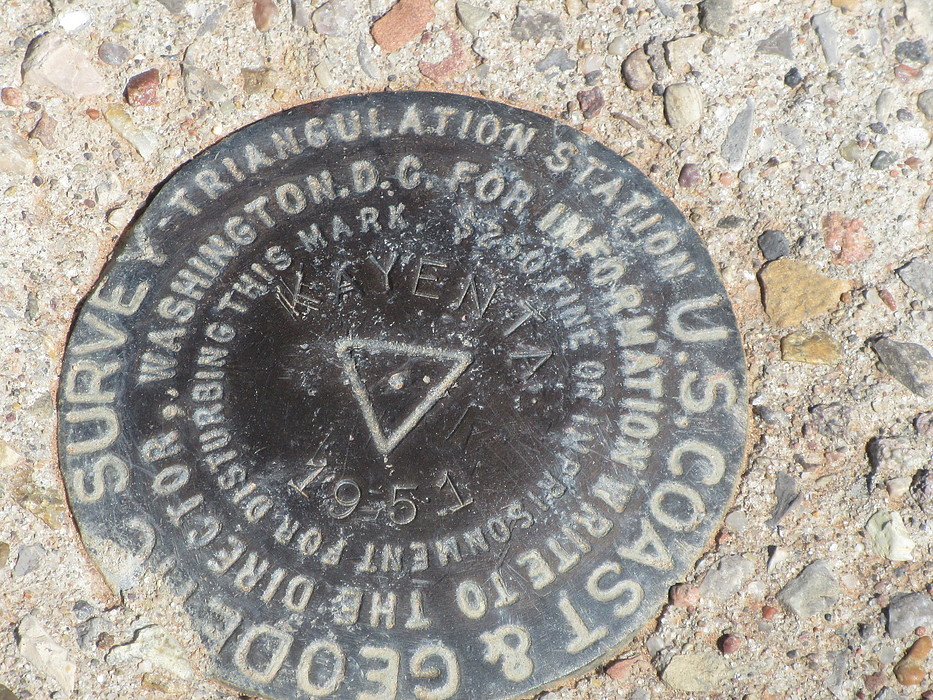 U.S. COAST & GEODETIC SURVEY - TRIANGULATION STATION
FOR INFORMATION WRITE TO THE DIRECTOR, WASHINGTON, D.C.
$250 FINE OR IMPRISONMENT FOR DISTURBING THIS MARK.
KAYENTA
1951